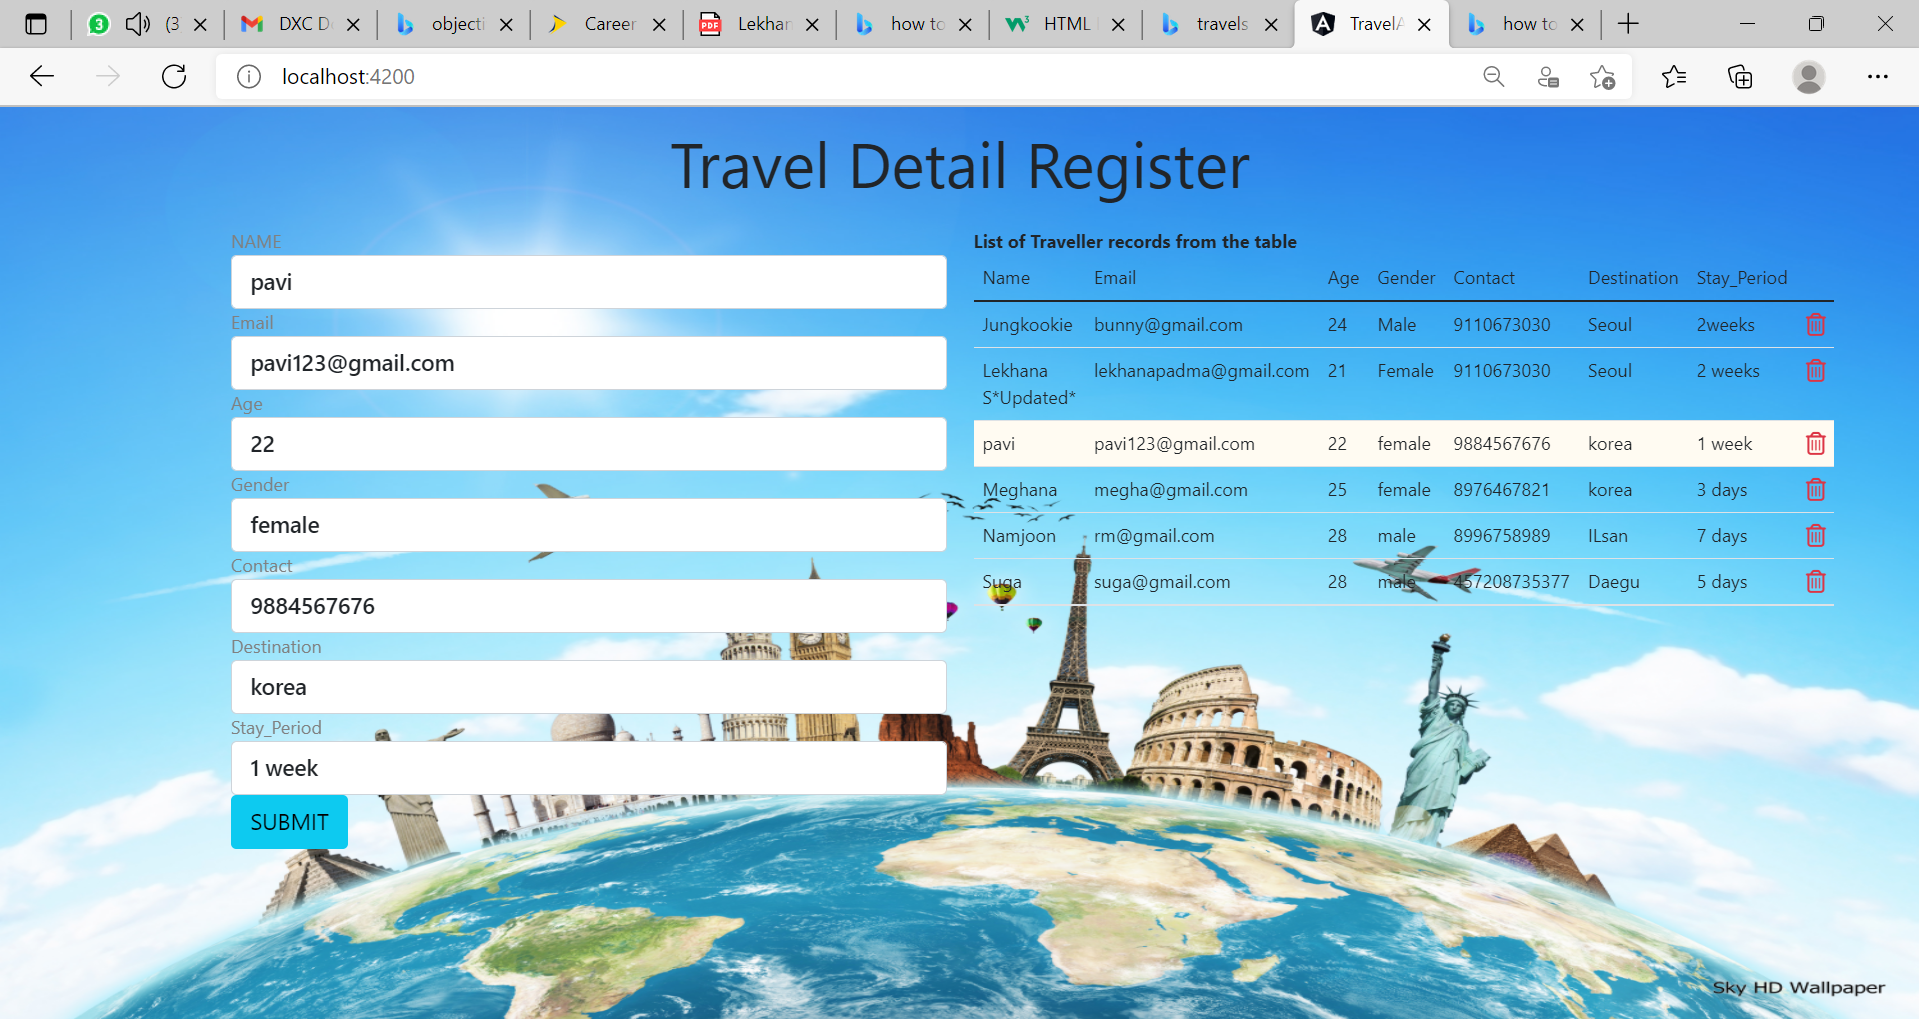 3 (3 DXC D objecti Career Lekhan how to HTML travels TravelA how to
localhost:4200
Travel Detail Register
NAME
pavi
Email
pavi123@gmail.com
Age
22
Gender
female
Contact
9884567676
Destination
korea
Stay_Period
1 week
SUBMIT
List of Traveller records from the table
Name Email Age Gender Contact Destination Stay_Period
Jungkookie bunny@gmail.com 24 Male 9110673030 Seoul 2weeks
Lekhana lekhanapadma@gmail.com 21 Female 9110673030 Seoul 2 weeks
S*Updated*
pavi pavi123@gmail.com 22 female 9884567676 korea 1 week
Meghana megha@gmail.com 25 female 8976467821 korea 3 days
Namjoon rm@gmail.com 28 male 8996758989 ILsan 7 days
Suga suga@gmail.com 28 male 457208735377 Daegu 5 days
Sky HD Wallpaper